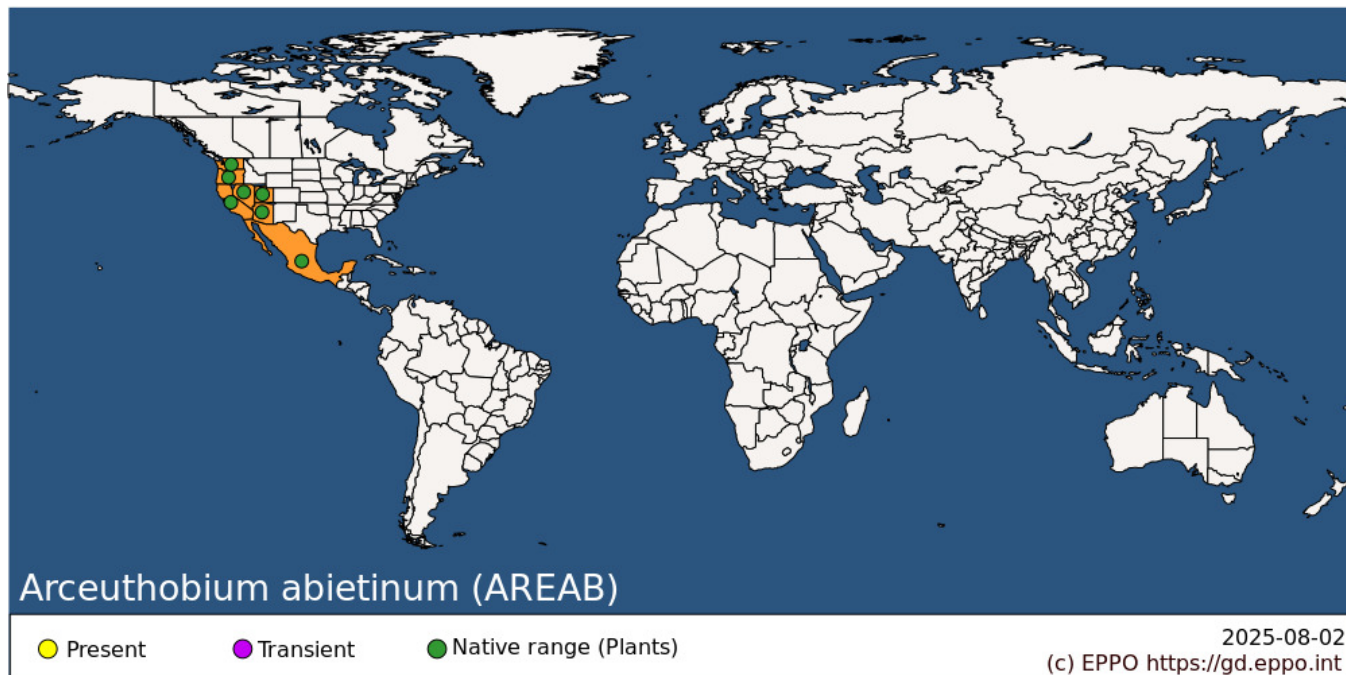 Arceuthobium abietinum (AREAB)
Present
Transient
Native range (Plants)
2025-08-02
(c) EPPO https://gd.eppo.int